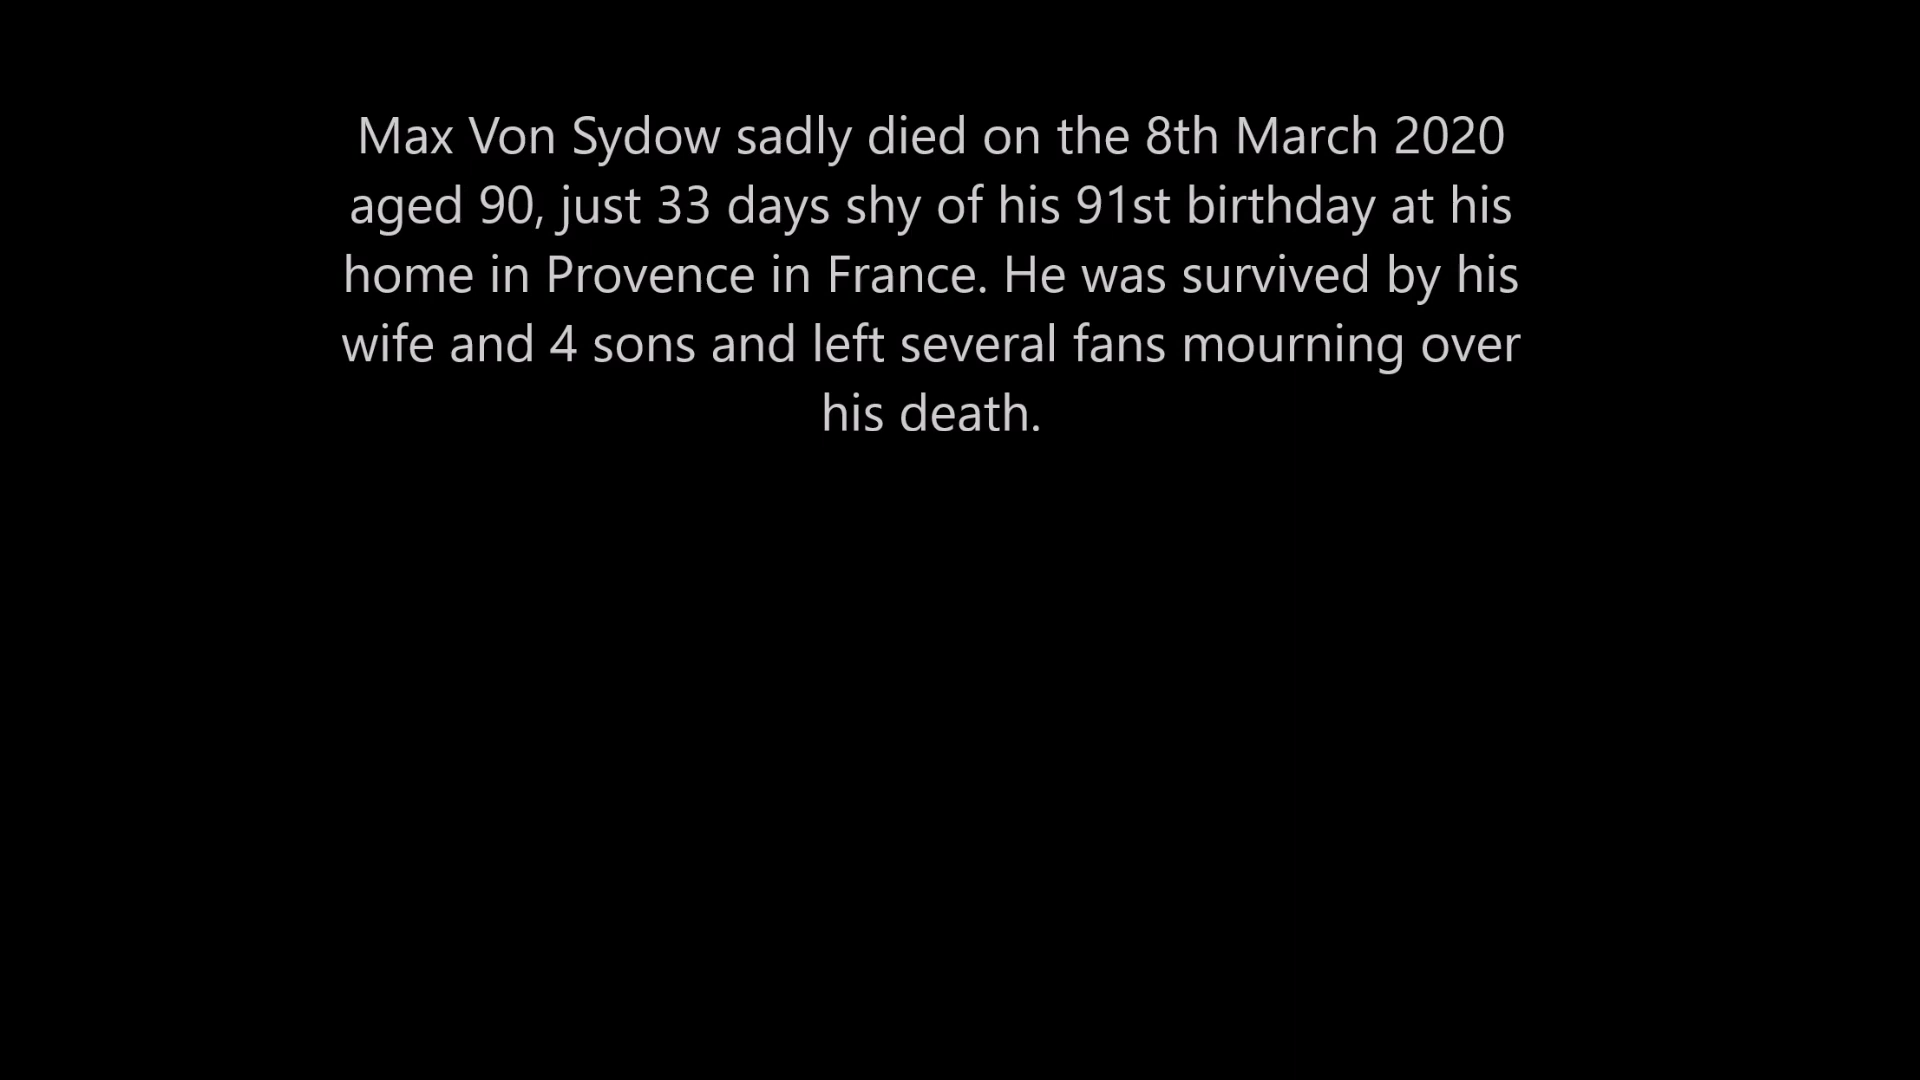 Max Von Sydow sadly died on the 8th March 2020
aged 90, just 33 days shy of his 91st birthday at his
home in Provence in France. He was survived by his
wife and 4 sons and left several fans mourning over
his death.